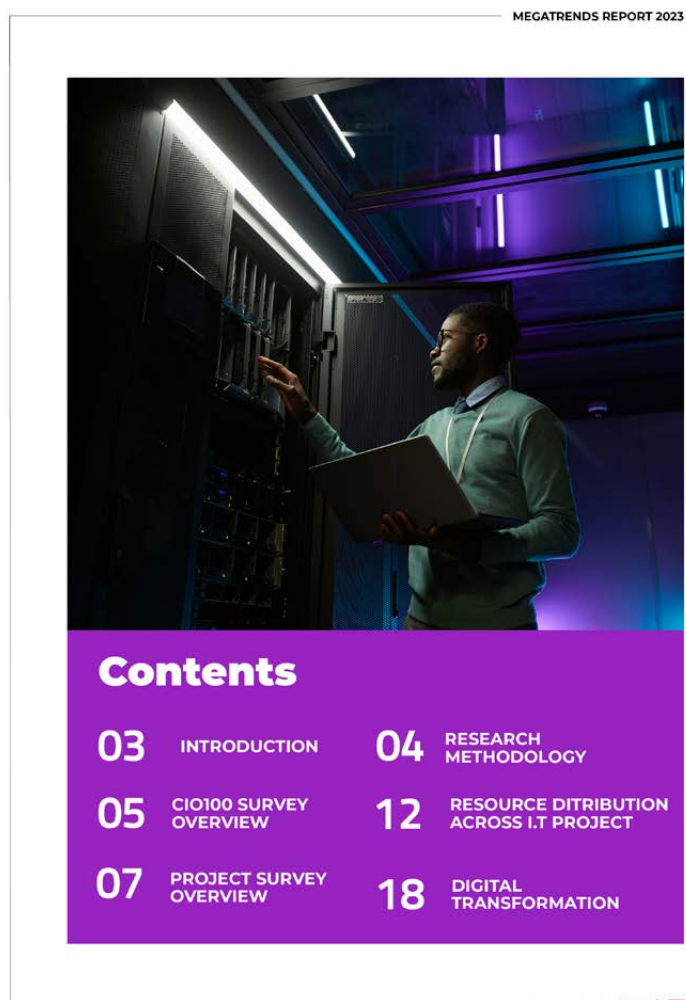 MEGATRENDS REPORT 2023
Contents
03 INTRODUCTION
04 RESEARCH
METHODOLOGY
05 CIO100 SURVEY
OVERVIEW
12 RESOURCE DITRIBUTION
ACROSS I.T PROJECT
07 PROJECT SURVEY
OVERVIEW
18 DIGITAL
TRANSFORMATION